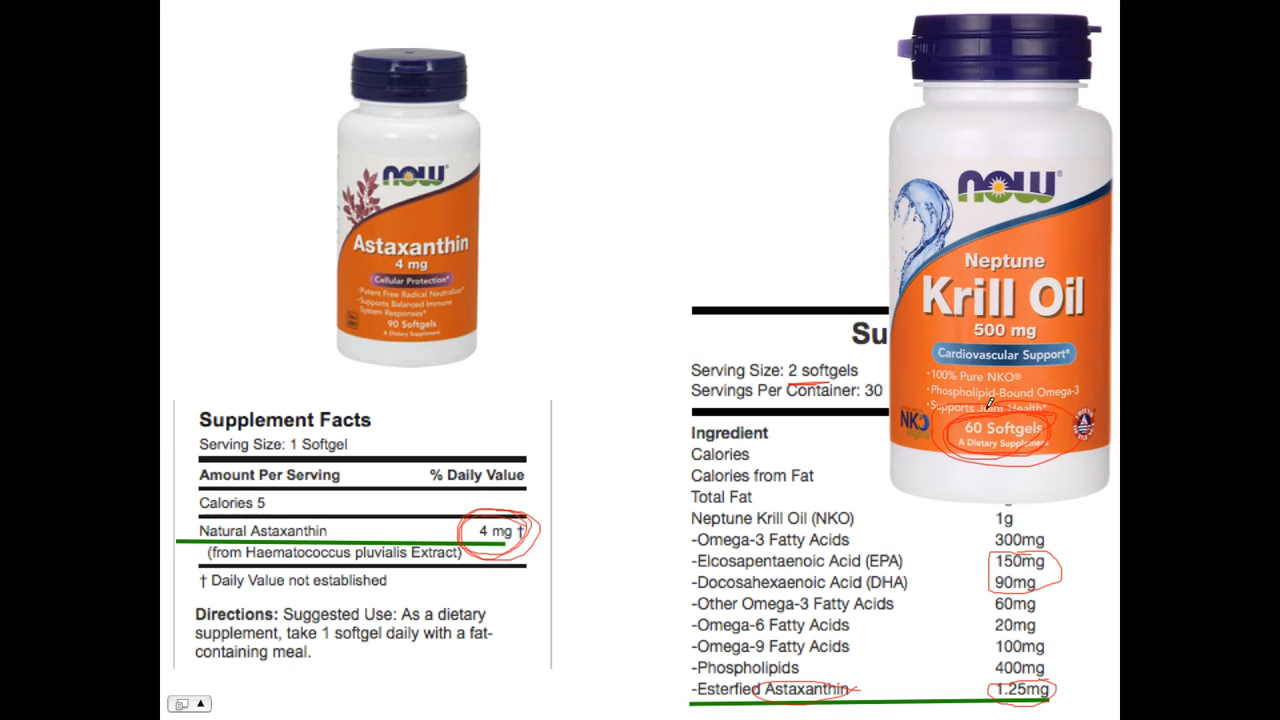 now
Astaxanthin
4 mg
Cellular Protection*
•Potent Free Radical Neutralizer*
•Supports Balanced Immune
System Responses*
90 Softgels
A Dietary Supplement
Supplement Facts
Serving Size: 1 Softgel
Amount Per Serving % Daily Value
Calories 5
Natural Astaxanthin 4 mg †
(from Haematococcus pluvialis Extract)
† Daily Value not established
Directions: Suggested Use: As a dietary
supplement, take 1 softgel daily with a fat-
containing meal.
now®
Neptune
Krill Oil
500 mg
Cardiovascular Support*
•100% Pure NKO®
•Phospholipid-Bound Omega-3
•Supports Joint Health*
NKO
60 Softgels
A Dietary Supplement
Su
Serving Size: 2 softgels
Servings Per Container: 30
Ingredient
Calories
Calories from Fat
Total Fat
Neptune Krill Oil (NKO) 1g
-Omega-3 Fatty Acids 300mg
-Elcosapentaenoic Acid (EPA) 150mg
-Docosahexaenoic Acid (DHA) 90mg
-Other Omega-3 Fatty Acids 60mg
-Omega-6 Fatty Acids 20mg
-Omega-9 Fatty Acids 100mg
-Phospholipids 400mg
-Esterfied Astaxanthin 1.25mg